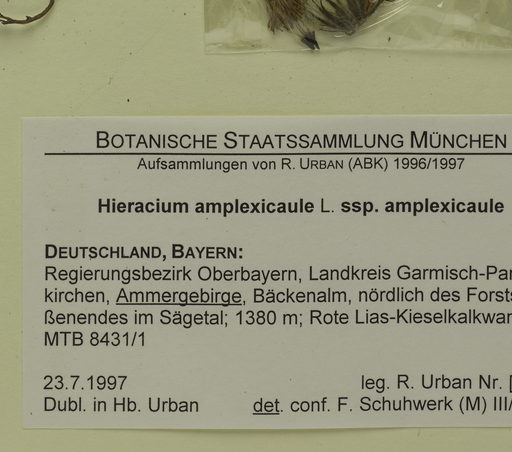 BOTANISCHE STAATSSAMMLUNG MÜNCHEN
Aufsammlungen von R. URBAN (ABK) 1996/1997
Hieracium amplexicaule L. ssp. amplexicaule
DEUTSCHLAND, BAYERN:
Regierungsbezirk Oberbayern, Landkreis Garmisch-Par
kirchen, Ammergebirge, Bäckenalm, nördlich des Forsts
ßenendes im Sägetal; 1380 m; Rote Lias-Kieselkalkwan
MTB 8431/1
23.7.1997 leg. R. Urban Nr. [
Dubl. in Hb. Urban det. conf. F. Schuhwerk (M) III/